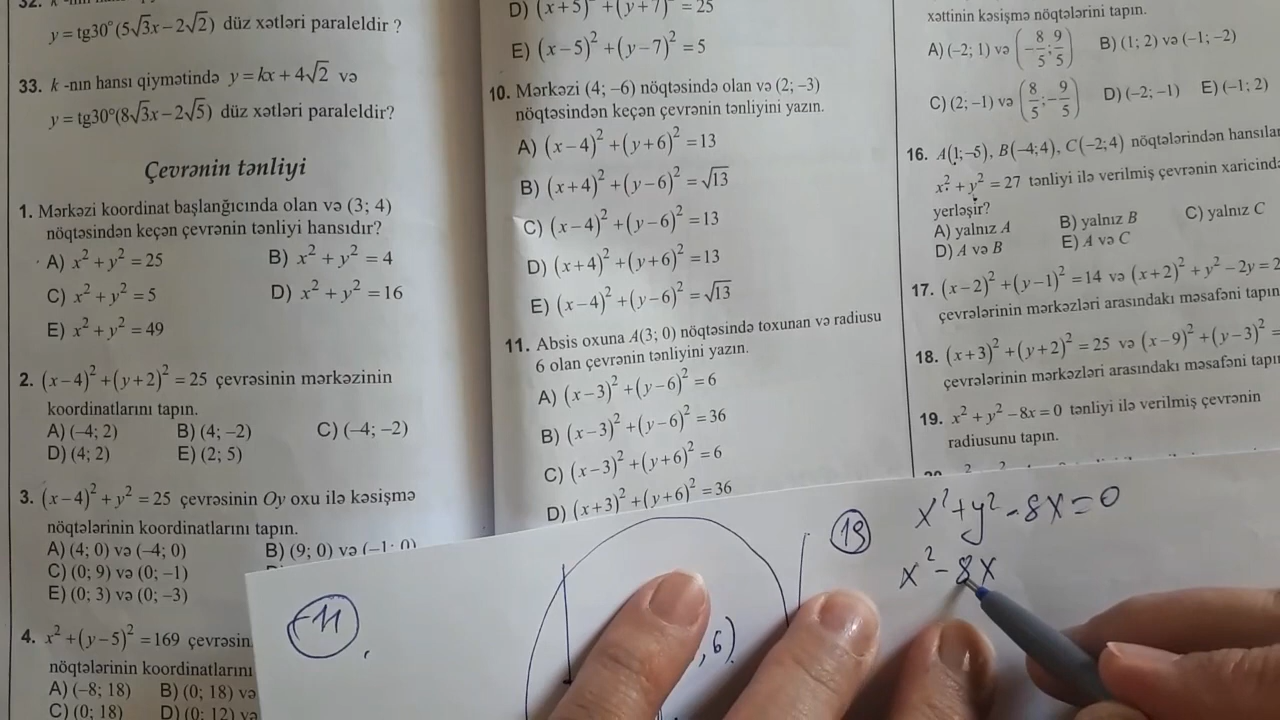 y = tg30°(5√3x−2√2) düz xətləri paraleldir ?
33. k -nın hansı qiymətində y = kx + 4√2 və
y = tg30°(8√3x−2√5) düz xətləri paraleldir?
Çevrənin tənliyi
1. Mərkəzi koordinat başlanğıcında olan və (3; 4)
nöqtəsindən keçən çevrənin tənliyi hansıdır?
A) x² + y² = 25 B) x² + y² = 4
C) x² + y² = 5 D) x² + y² = 16
E) x² + y² = 49
2. (x−4)² + (y+2)² = 25 çevrəsinin mərkəzinin
koordinatlarını tapın.
A) (−4; 2) B) (4; −2) C) (−4; −2)
D) (4; 2) E) (2; 5)
3. (x−4)² + y² = 25 çevrəsinin Oy oxu ilə kəsişmə
nöqtələrinin koordinatlarını tapın.
A) (4; 0) və (−4; 0) B) (9; 0) və (−1; 0)
C) (0; 9) və (0; −1)
E) (0; 3) və (0; −3)
4. x² + (y−5)² = 169 çevrəsin
nöqtələrinin koordinatlarını
A) (−8; 18) B) (0; 18) və
C) (0; 18) D) (0; 12) və
D) (x+5)² + (y+7)² = 25
E) (x−5)² + (y−7)² = 5
10. Mərkəzi (4; −6) nöqtəsində olan və (2; −3)
nöqtəsindən keçən çevrənin tənliyini yazın.
A) (x−4)² + (y+6)² = 13
B) (x+4)² + (y−6)² = √13
C) (x−4)² + (y−6)² = 13
D) (x+4)² + (y+6)² = 13
E) (x−4)² + (y−6)² = √13
11. Absis oxuna A(3; 0) nöqtəsində toxunan və radiusu
6 olan çevrənin tənliyini yazın.
A) (x−3)² + (y−6)² = 6
B) (x−3)² + (y−6)² = 36
C) (x−3)² + (y+6)² = 6
D) (x+3)² + (y+6)² = 36
xəttinin kəsişmə nöqtələrini tapın.
A) (−2; 1) və (−8/5; 9/5) B) (1; 2) və (−1; −2)
C) (2; −1) və (8/5; −9/5) D) (−2; −1) E) (−1; 2)
16. A(1; −5), B(−4; 4), C(−2; 4) nöqtələrindən hansılar
x² + y² = 27 tənliyi ilə verilmiş çevrənin xaricində
yerləşir?
A) yalnız A B) yalnız B C) yalnız C
D) A və B E) A və C
17. (x−2)² + (y−1)² = 14 və (x+2)² + y² − 2y = 2
çevrələrinin mərkəzləri arasındakı məsafəni tapın
18. (x+3)² + (y+2)² = 25 və (x−9)² + (y−3)² =
çevrələrinin mərkəzləri arasındakı məsafəni tapın
19. x² + y² − 8x = 0 tənliyi ilə verilmiş çevrənin
radiusunu tapın.
11
, 6)
19 x² + y² − 8x = 0
x² − 8x